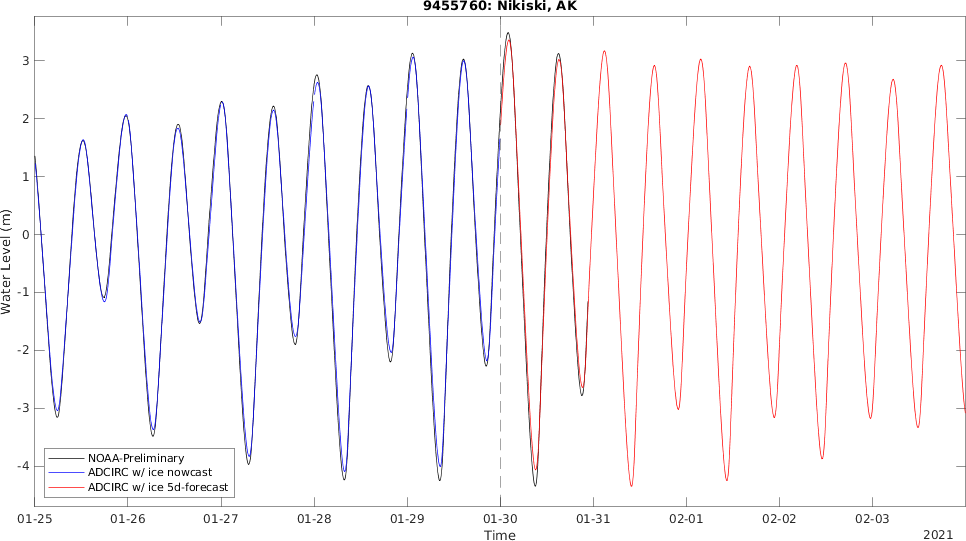 9455760: Nikiski, AK
3
2
1
0
-1
-2
-3
-4
Water Level (m)
NOAA-Preliminary
ADCIRC w/ ice nowcast
ADCIRC w/ ice 5d-forecast
01-25 01-26 01-27 01-28 01-29 01-30 01-31 02-01 02-02 02-03
Time
2021